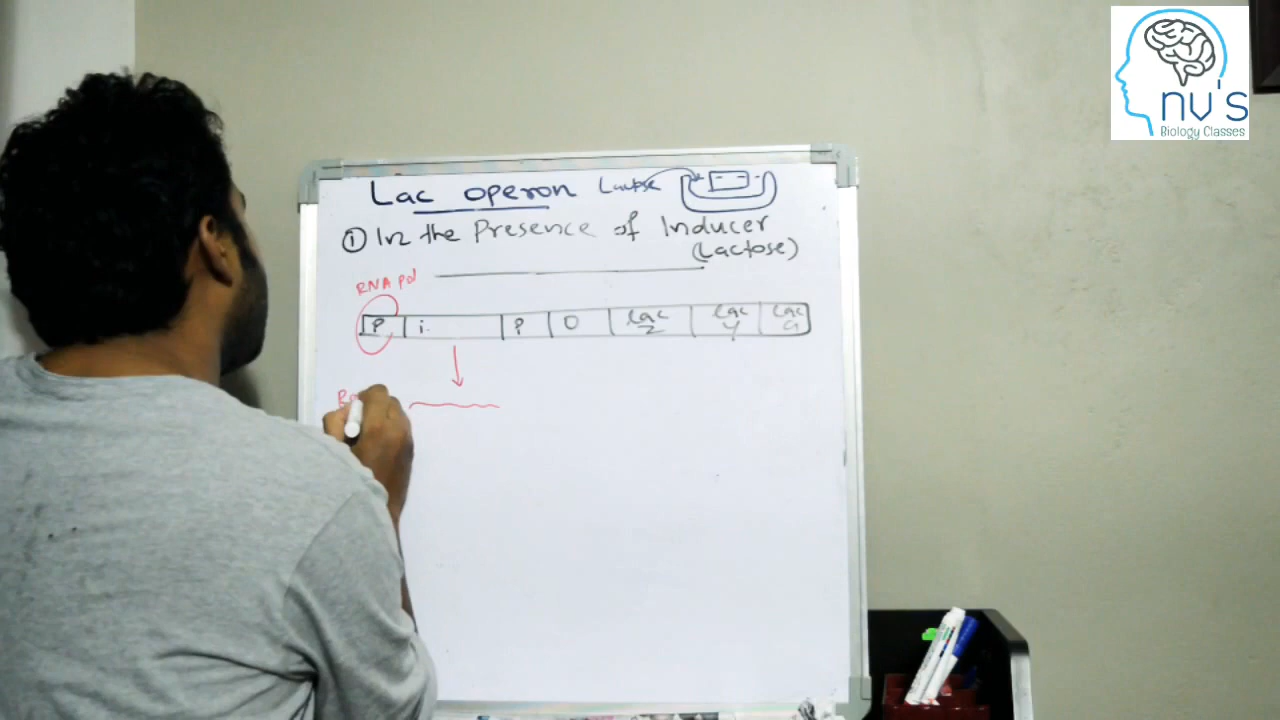 nv's
Biology Classes
Lac operon Lactose
① In the Presence of Inducer
(Lactose)
RNA Pol
P i P O Lac Z Lac Y Lac a